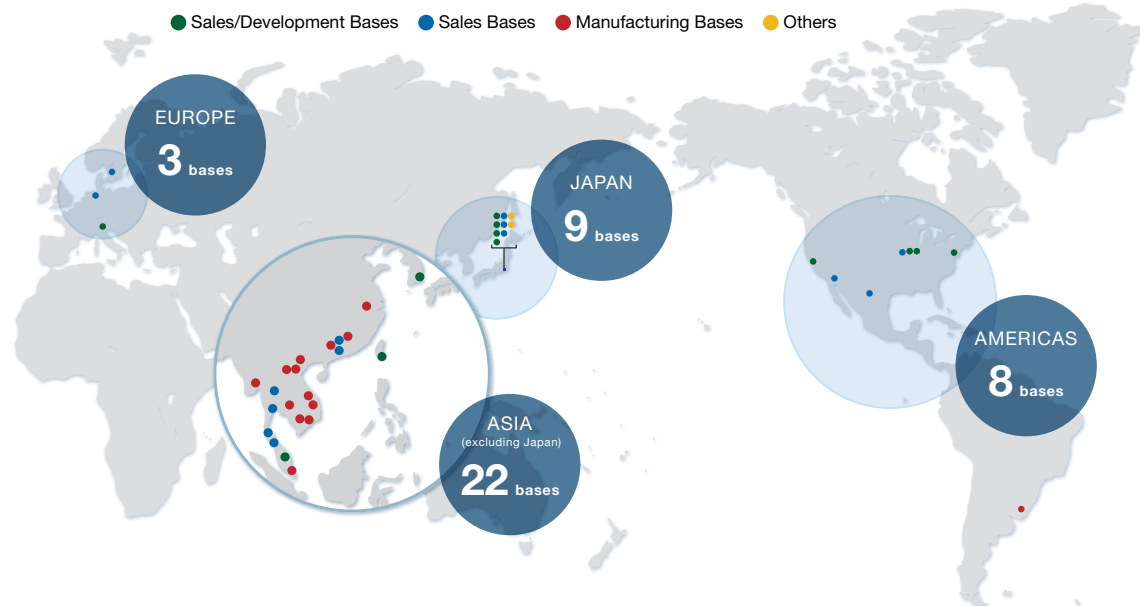 Sales/Development Bases Sales Bases Manufacturing Bases Others
EUROPE
3 bases
JAPAN
9 bases
AMERICAS
8 bases
ASIA
(excluding Japan)
22 bases